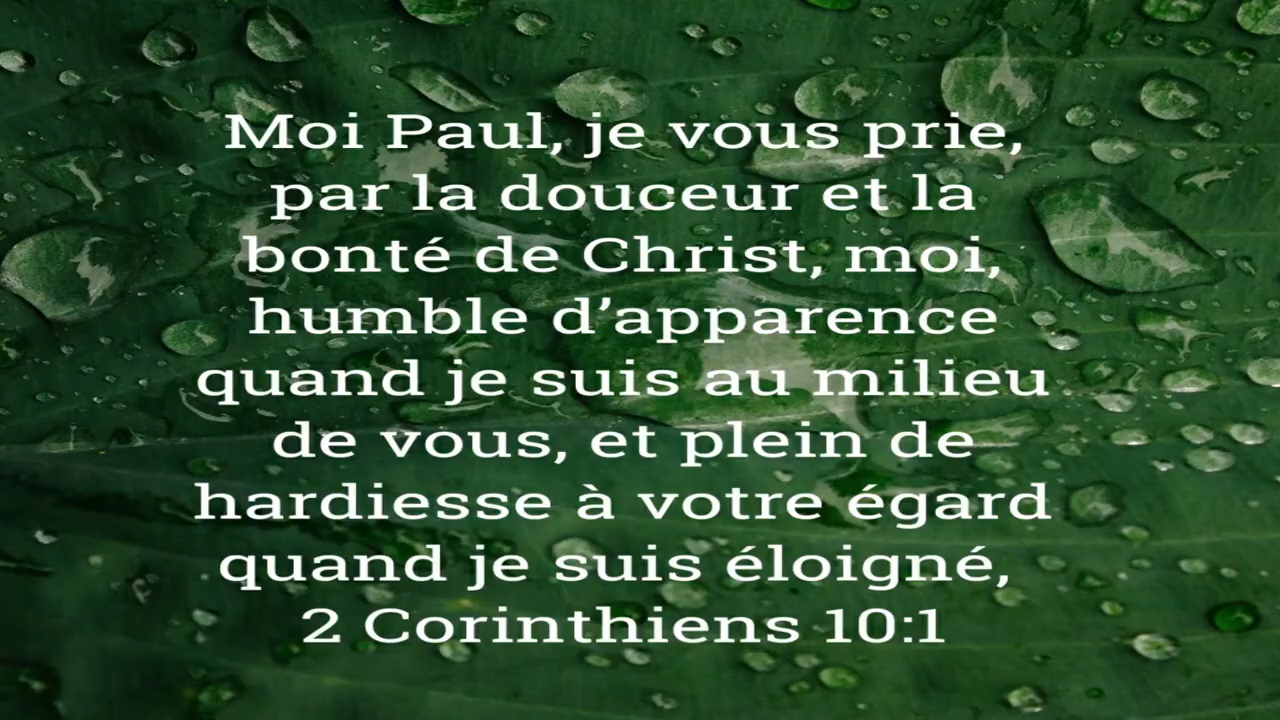 Moi Paul, je vous prie,
par la douceur et la
bonté de Christ, moi,
humble d’apparence
quand je suis au milieu
de vous, et plein de
hardiesse à votre égard
quand je suis éloigné,
2 Corinthiens 10:1